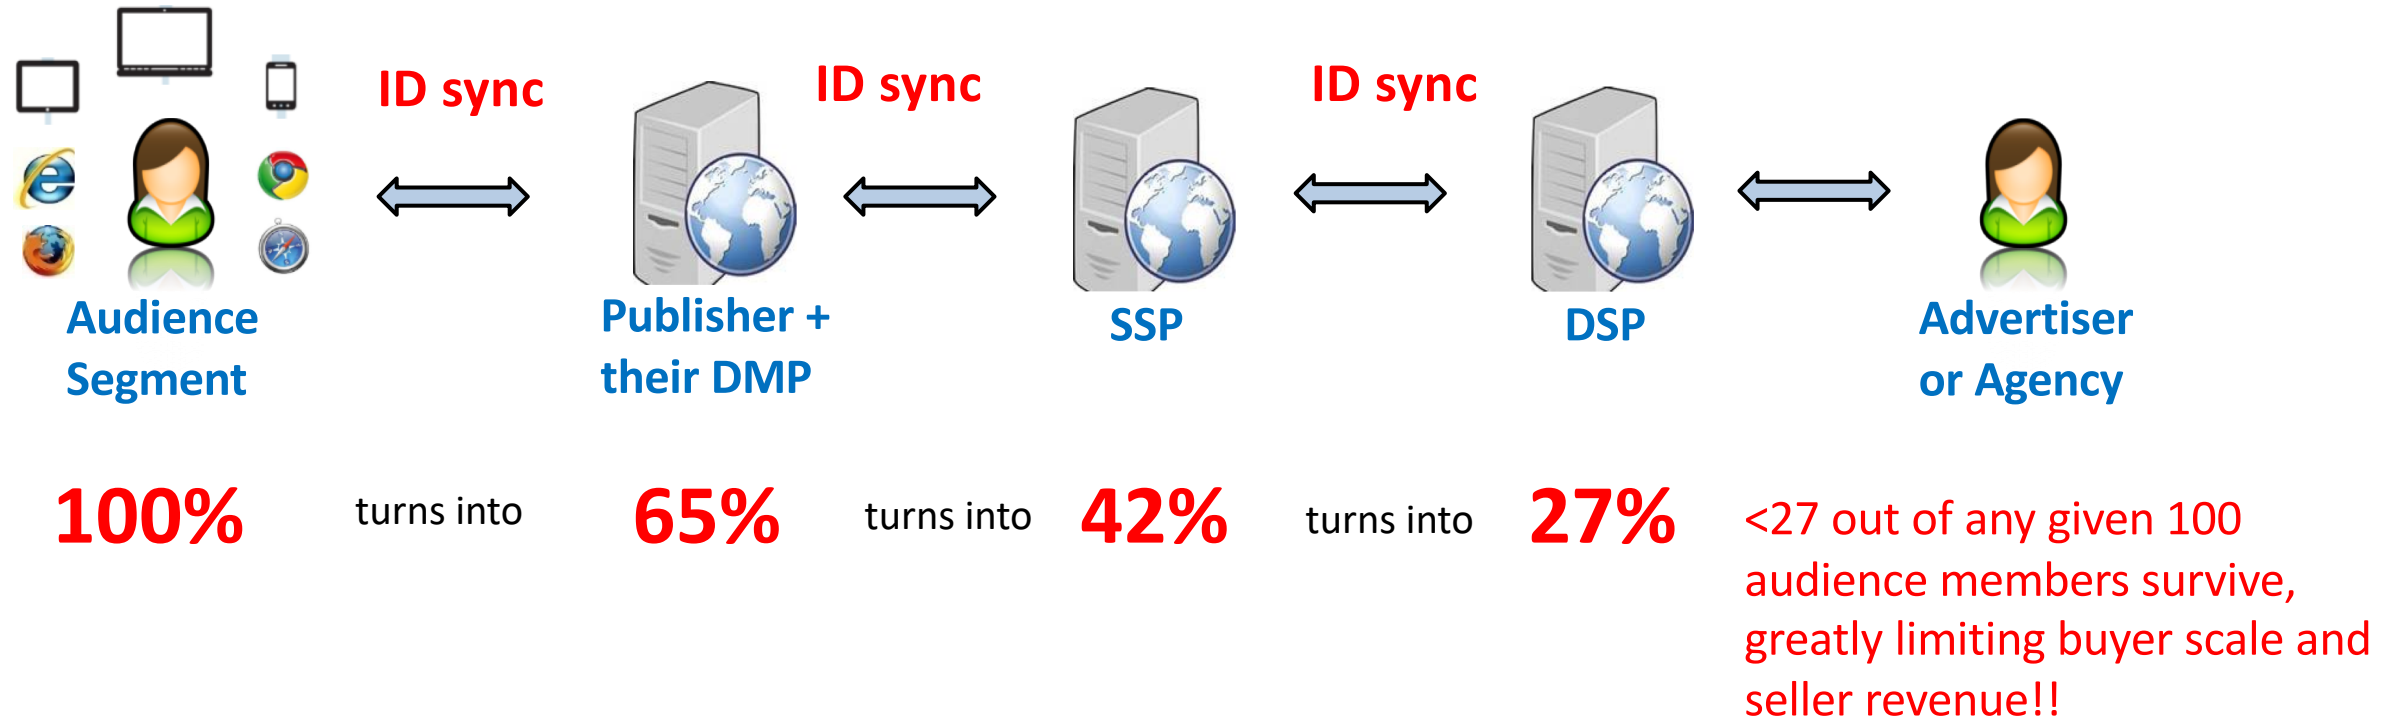 ID sync
ID sync
ID sync
Audience
Segment
Publisher +
their DMP
SSP
DSP
Advertiser
or Agency
100%
turns into
65%
turns into
42%
turns into
27%
<27 out of any given 100
audience members survive,
greatly limiting buyer scale and
seller revenue!!